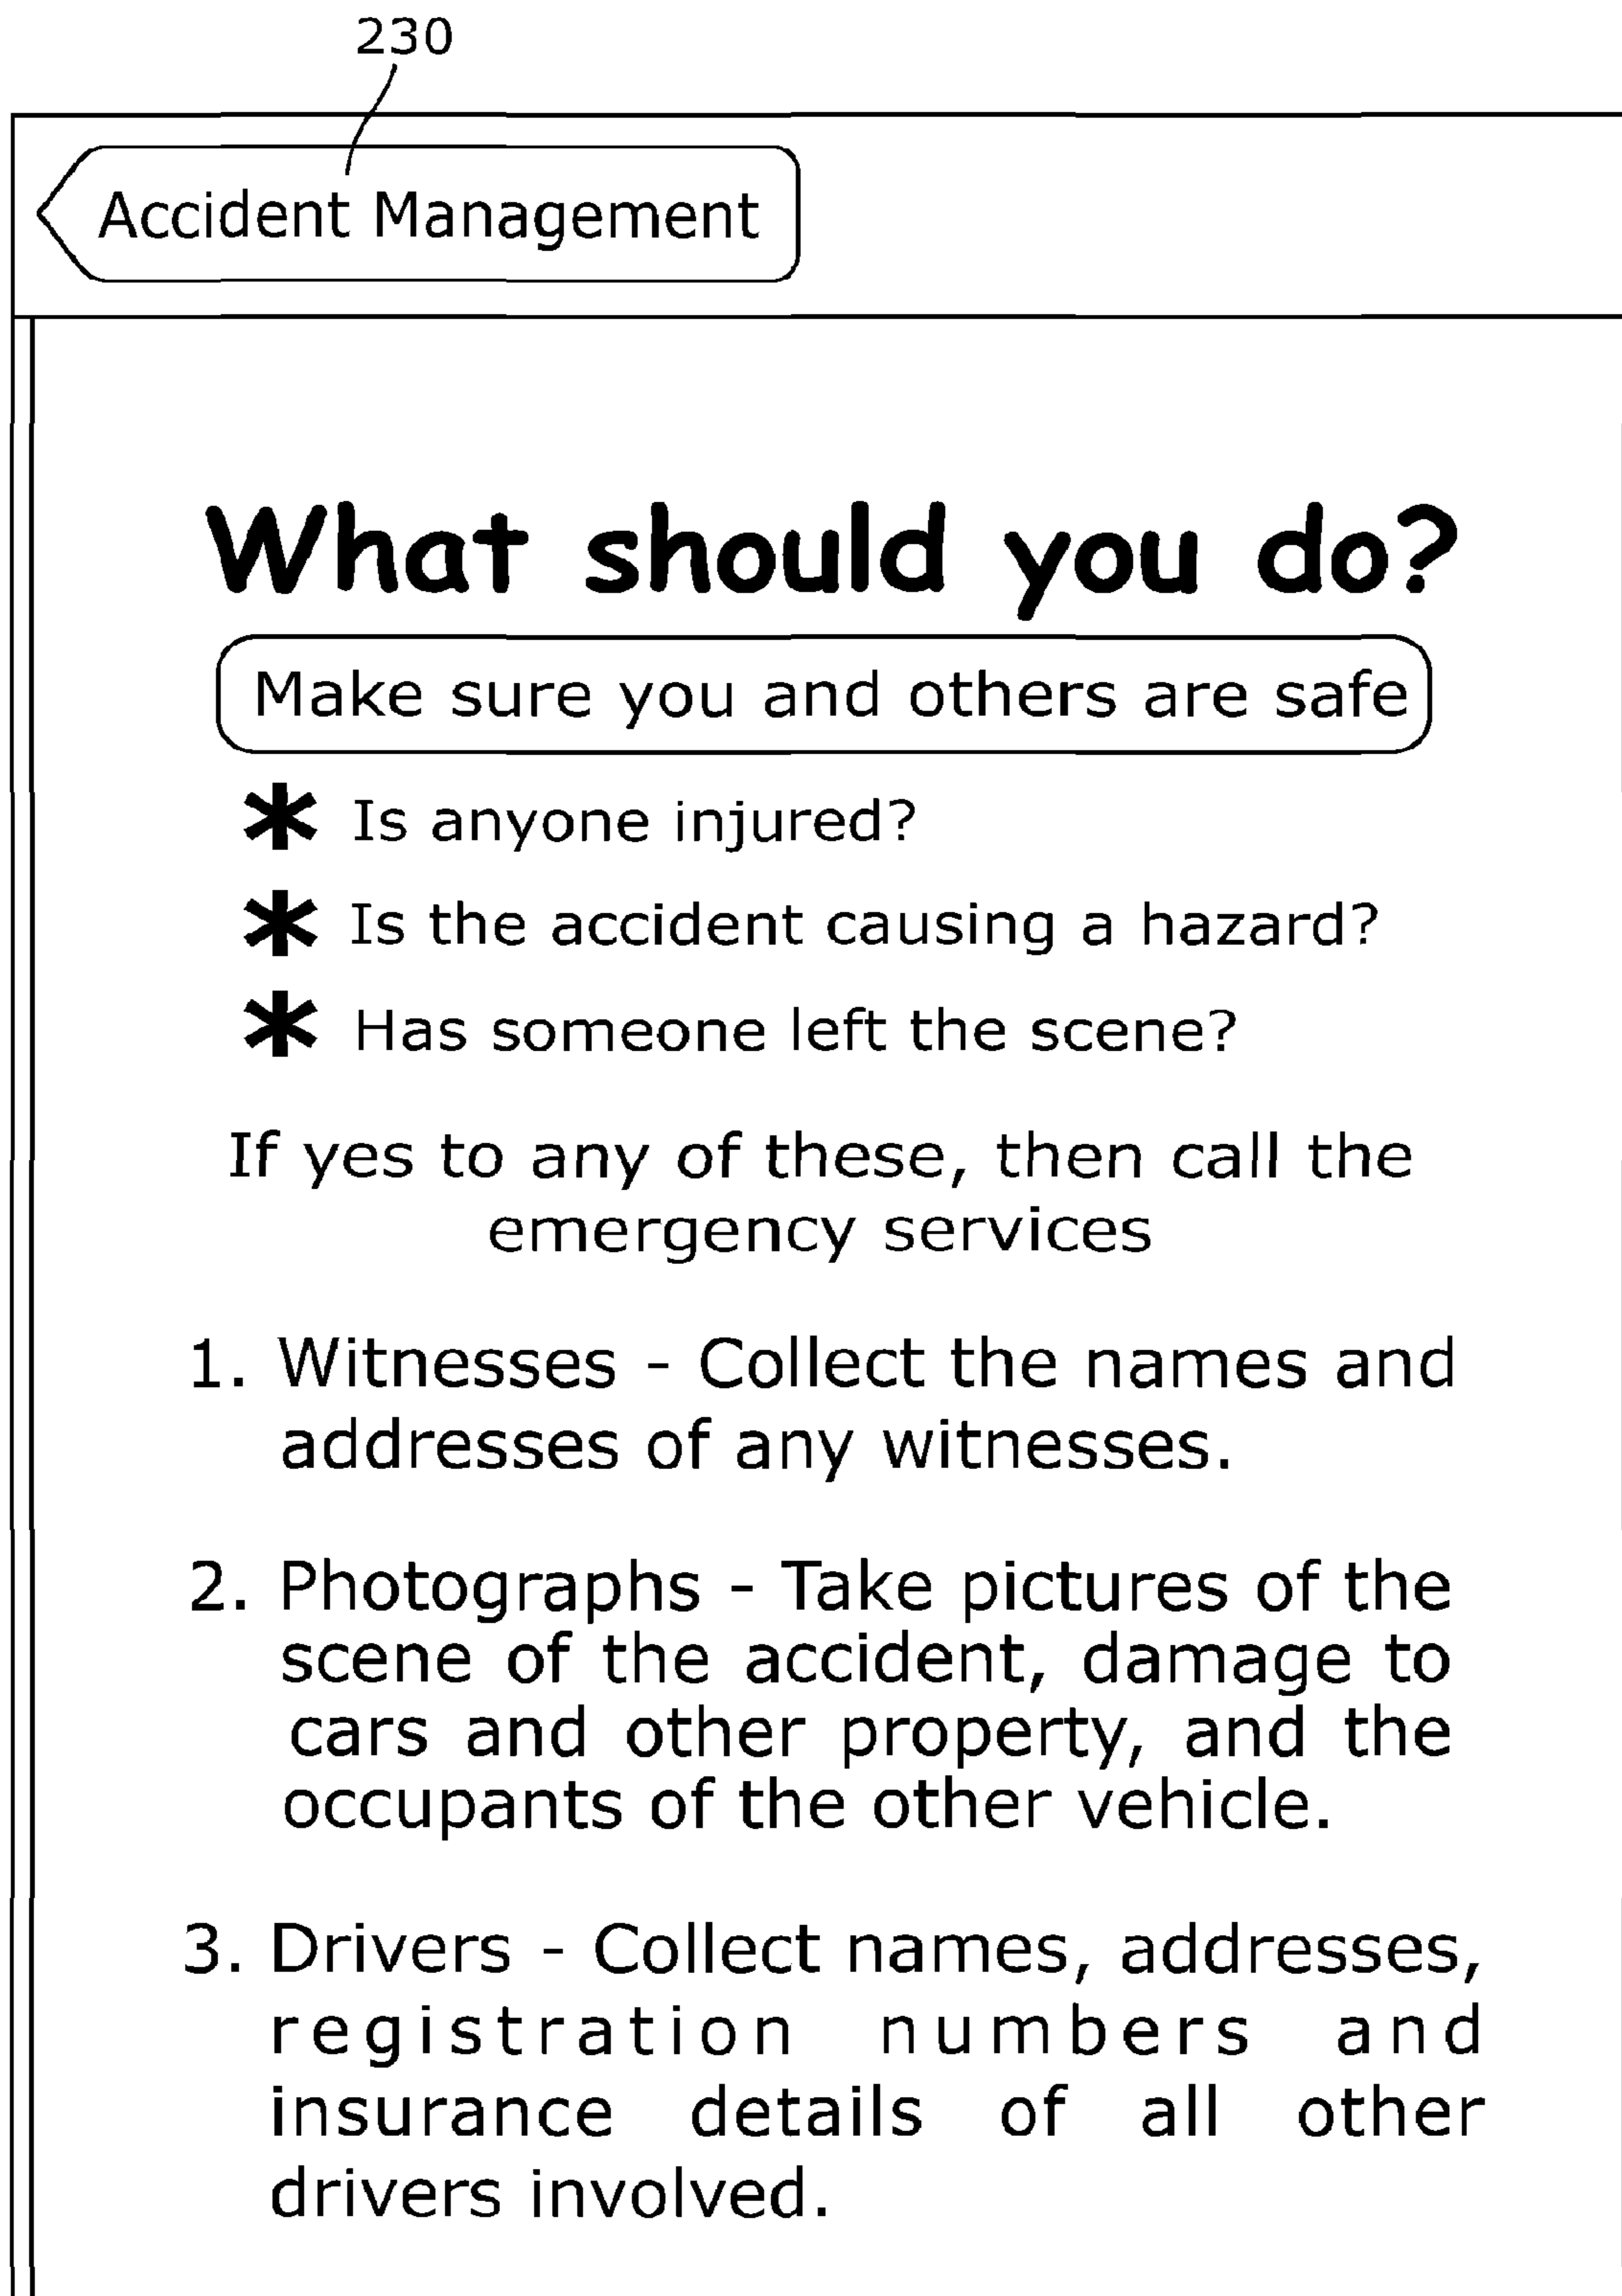 230
Accident Management
What should you do?
Make sure you and others are safe
* Is anyone injured?
* Is the accident causing a hazard?
* Has someone left the scene?
If yes to any of these, then call the
emergency services
1. Witnesses - Collect the names and
addresses of any witnesses.
2. Photographs - Take pictures of the
scene of the accident, damage to
cars and other property, and the
occupants of the other vehicle.
3. Drivers - Collect names, addresses,
registration numbers and
insurance details of all other
drivers involved.